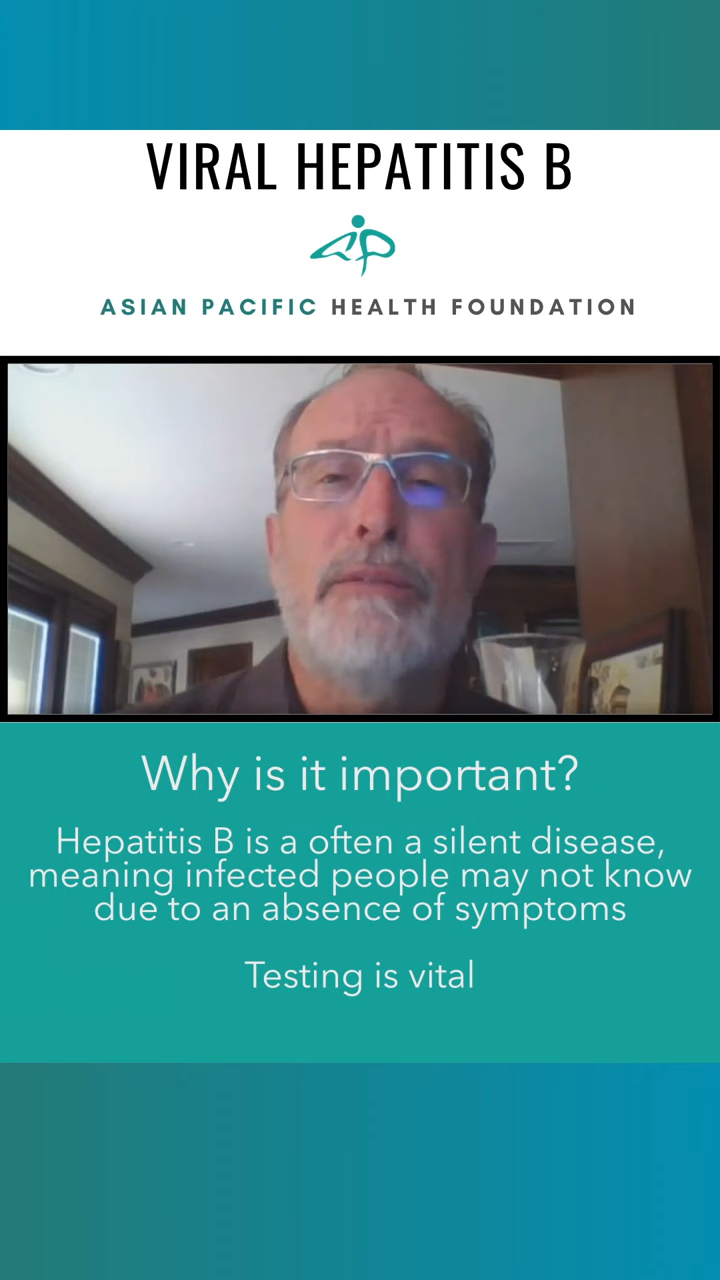 VIRAL HEPATITIS B
ASIAN PACIFIC HEALTH FOUNDATION
Why is it important?
Hepatitis B is a often a silent disease,
meaning infected people may not know
due to an absence of symptoms
Testing is vital